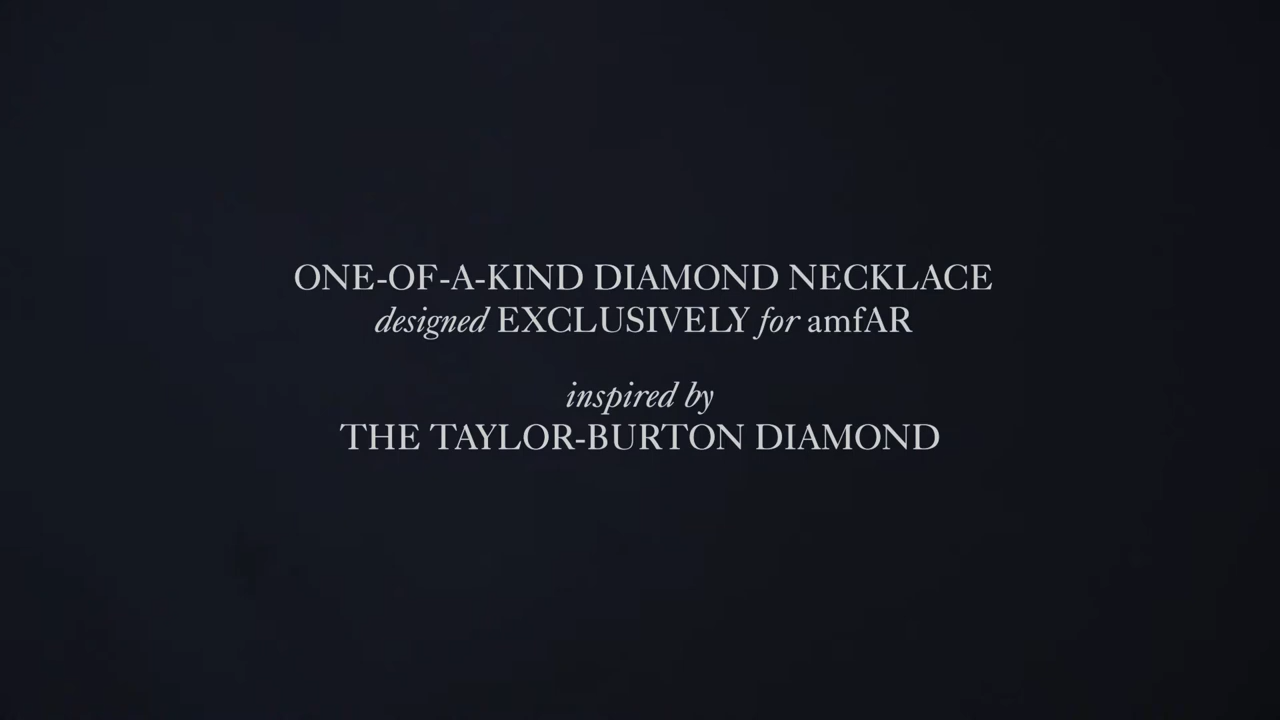 ONE-OF-A-KIND DIAMOND NECKLACE
designed EXCLUSIVELY for amfAR
inspired by
THE TAYLOR-BURTON DIAMOND